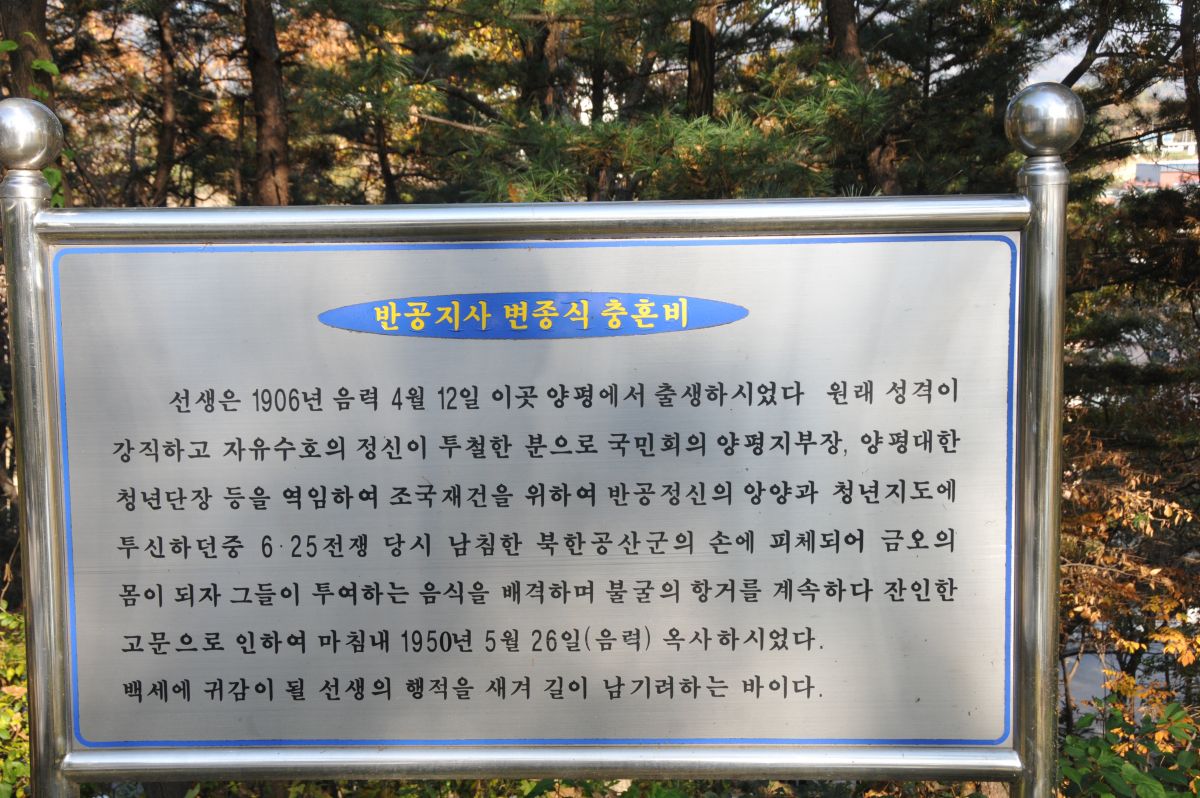 반공지사 변종식 충혼비
선생은 1906년 음력 4월 12일 이곳 양평에서 출생하시었다 원래 성격이
강직하고 자유수호의 정신이 투철한 분으로 국민회의 양평지부장, 양평대한
청년단장 등을 역임하여 조국재건을 위하여 반공정신의 앙양과 청년지도에
투신하던중 6·25전쟁 당시 남침한 북한공산군의 손에 피체되어 금오의
몸이 되자 그들이 투여하는 음식을 배격하며 불굴의 항거를 계속하다 잔인한
고문으로 인하여 마침내 1950년 5월 26일(음력) 옥사하시었다.
백세에 귀감이 될 선생의 행적을 새겨 길이 남기려하는 바이다.